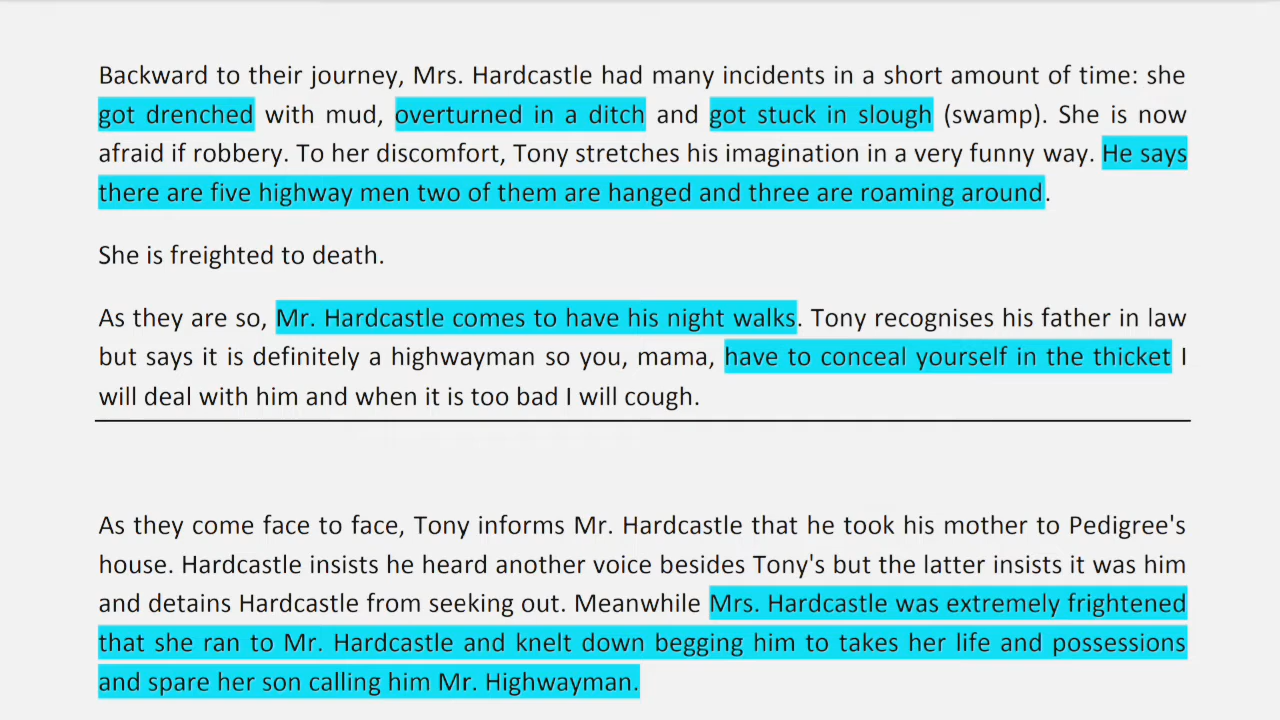 Backward to their journey, Mrs. Hardcastle had many incidents in a short amount of time: she
got drenched with mud, overturned in a ditch and got stuck in slough (swamp). She is now
afraid if robbery. To her discomfort, Tony stretches his imagination in a very funny way. He says
there are five highway men two of them are hanged and three are roaming around.
She is freighted to death.
As they are so, Mr. Hardcastle comes to have his night walks. Tony recognises his father in law
but says it is definitely a highwayman so you, mama, have to conceal yourself in the thicket I
will deal with him and when it is too bad I will cough.
As they come face to face, Tony informs Mr. Hardcastle that he took his mother to Pedigree's
house. Hardcastle insists he heard another voice besides Tony's but the latter insists it was him
and detains Hardcastle from seeking out. Meanwhile Mrs. Hardcastle was extremely frightened
that she ran to Mr. Hardcastle and knelt down begging him to takes her life and possessions
and spare her son calling him Mr. Highwayman.